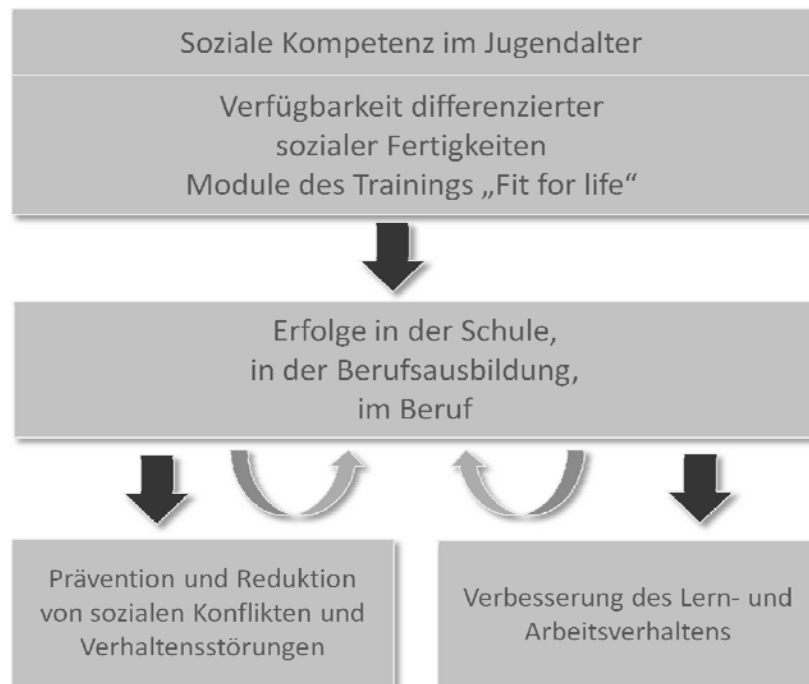 Soziale Kompetenz im Jugendalter
Verfügbarkeit differenzierter
sozialer Fertigkeiten
Module des Trainings „Fit for life“
Erfolge in der Schule,
in der Berufsausbildung,
im Beruf
Prävention und Reduktion
von sozialen Konflikten und
Verhaltensstörungen
Verbesserung des Lern- und
Arbeitsverhaltens